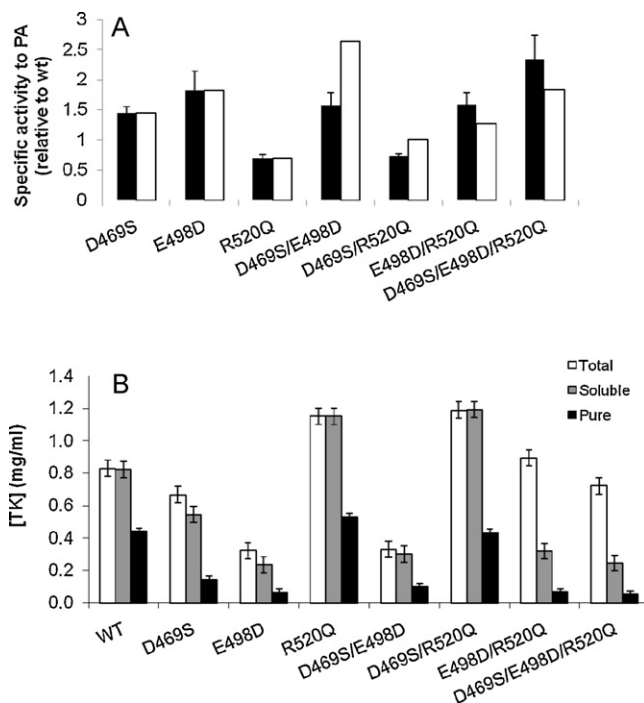 A
Specific activity to PA
(relative to wt)
3
2.5
2
1.5
1
0.5
0
D469S
E498D
R520Q
D469S/E498D
D469S/R520Q
E498D/R520Q
D469S/E498D/R520Q
B
Total
Soluble
Pure
[TK] (mg/ml)
1.4
1.2
1.0
0.8
0.6
0.4
0.2
0.0
WT
D469S
E498D
R520Q
D469S/E498D
D469S/R520Q
E498D/R520Q
D469S/E498D/R520Q